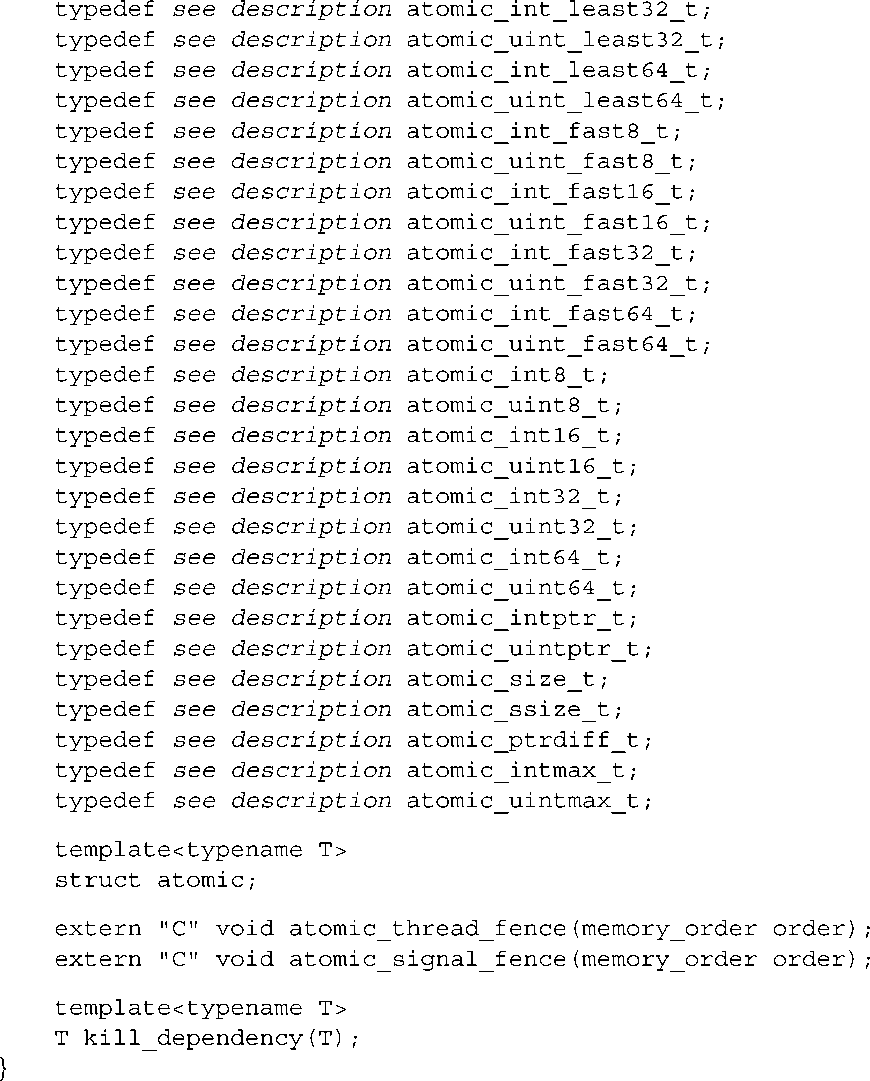 typedef see description atomic_int_least32_t;
typedef see description atomic_uint_least32_t;
typedef see description atomic_int_least64_t;
typedef see description atomic_uint_least64_t;
typedef see description atomic_int_fast8_t;
typedef see description atomic_uint_fast8_t;
typedef see description atomic_int_fast16_t;
typedef see description atomic_uint_fast16_t;
typedef see description atomic_int_fast32_t;
typedef see description atomic_uint_fast32_t;
typedef see description atomic_int_fast64_t;
typedef see description atomic_uint_fast64_t;
typedef see description atomic_int8_t;
typedef see description atomic_uint8_t;
typedef see description atomic_int16_t;
typedef see description atomic_uint16_t;
typedef see description atomic_int32_t;
typedef see description atomic_uint32_t;
typedef see description atomic_int64_t;
typedef see description atomic_uint64_t;
typedef see description atomic_intptr_t;
typedef see description atomic_uintptr_t;
typedef see description atomic_size_t;
typedef see description atomic_ssize_t;
typedef see description atomic_ptrdiff_t;
typedef see description atomic_intmax_t;
typedef see description atomic_uintmax_t;
template<typename T>
struct atomic;
extern "C" void atomic_thread_fence(memory_order order);
extern "C" void atomic_signal_fence(memory_order order);
template<typename T>
T kill_dependency(T);
}